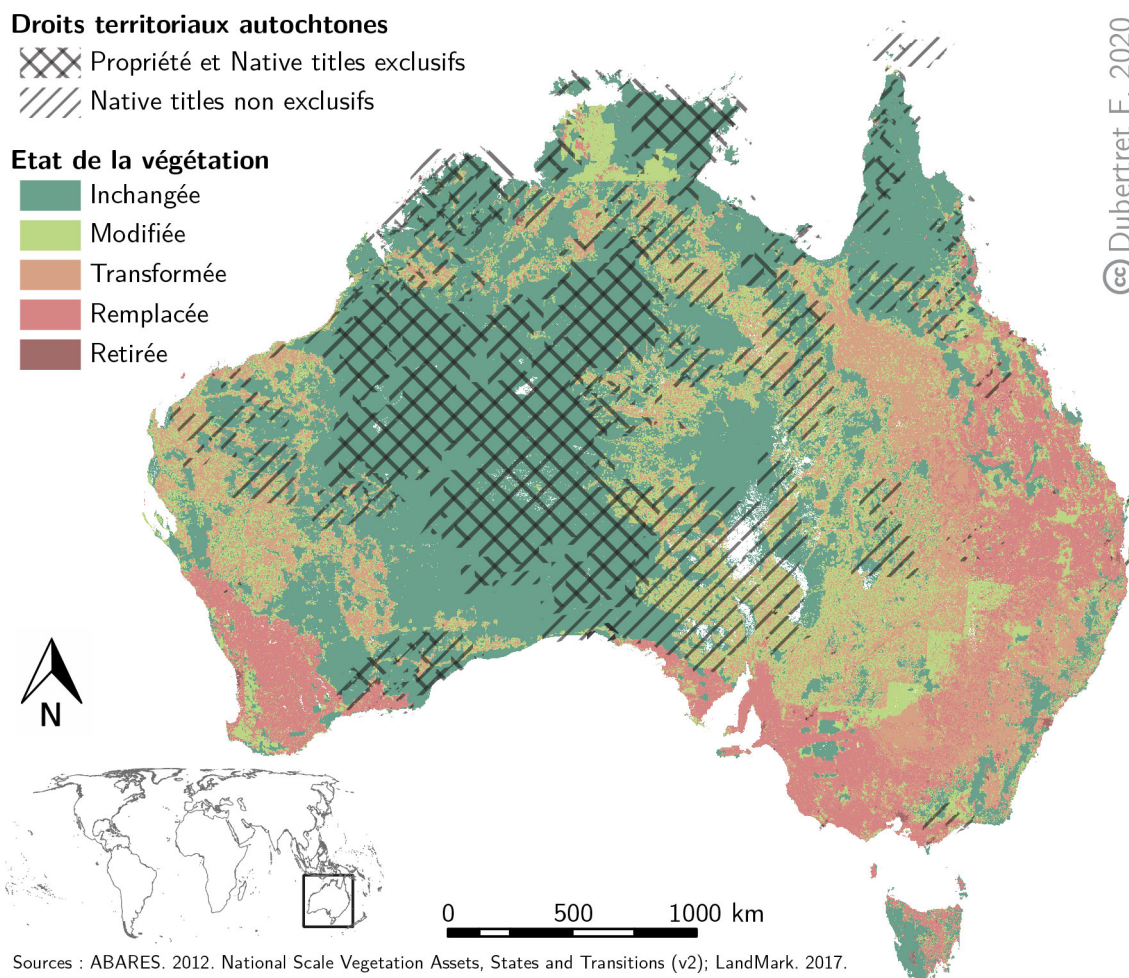 Droits territoriaux autochtones
Propriété et Native titles exclusifs
Native titles non exclusifs
Etat de la végétation
Inchangée
Modifiée
Transformée
Remplacée
Retirée
cc Dubertret F. 2020
N
0 500 1000 km
Sources : ABARES. 2012. National Scale Vegetation Assets, States and Transitions (v2); LandMark. 2017.